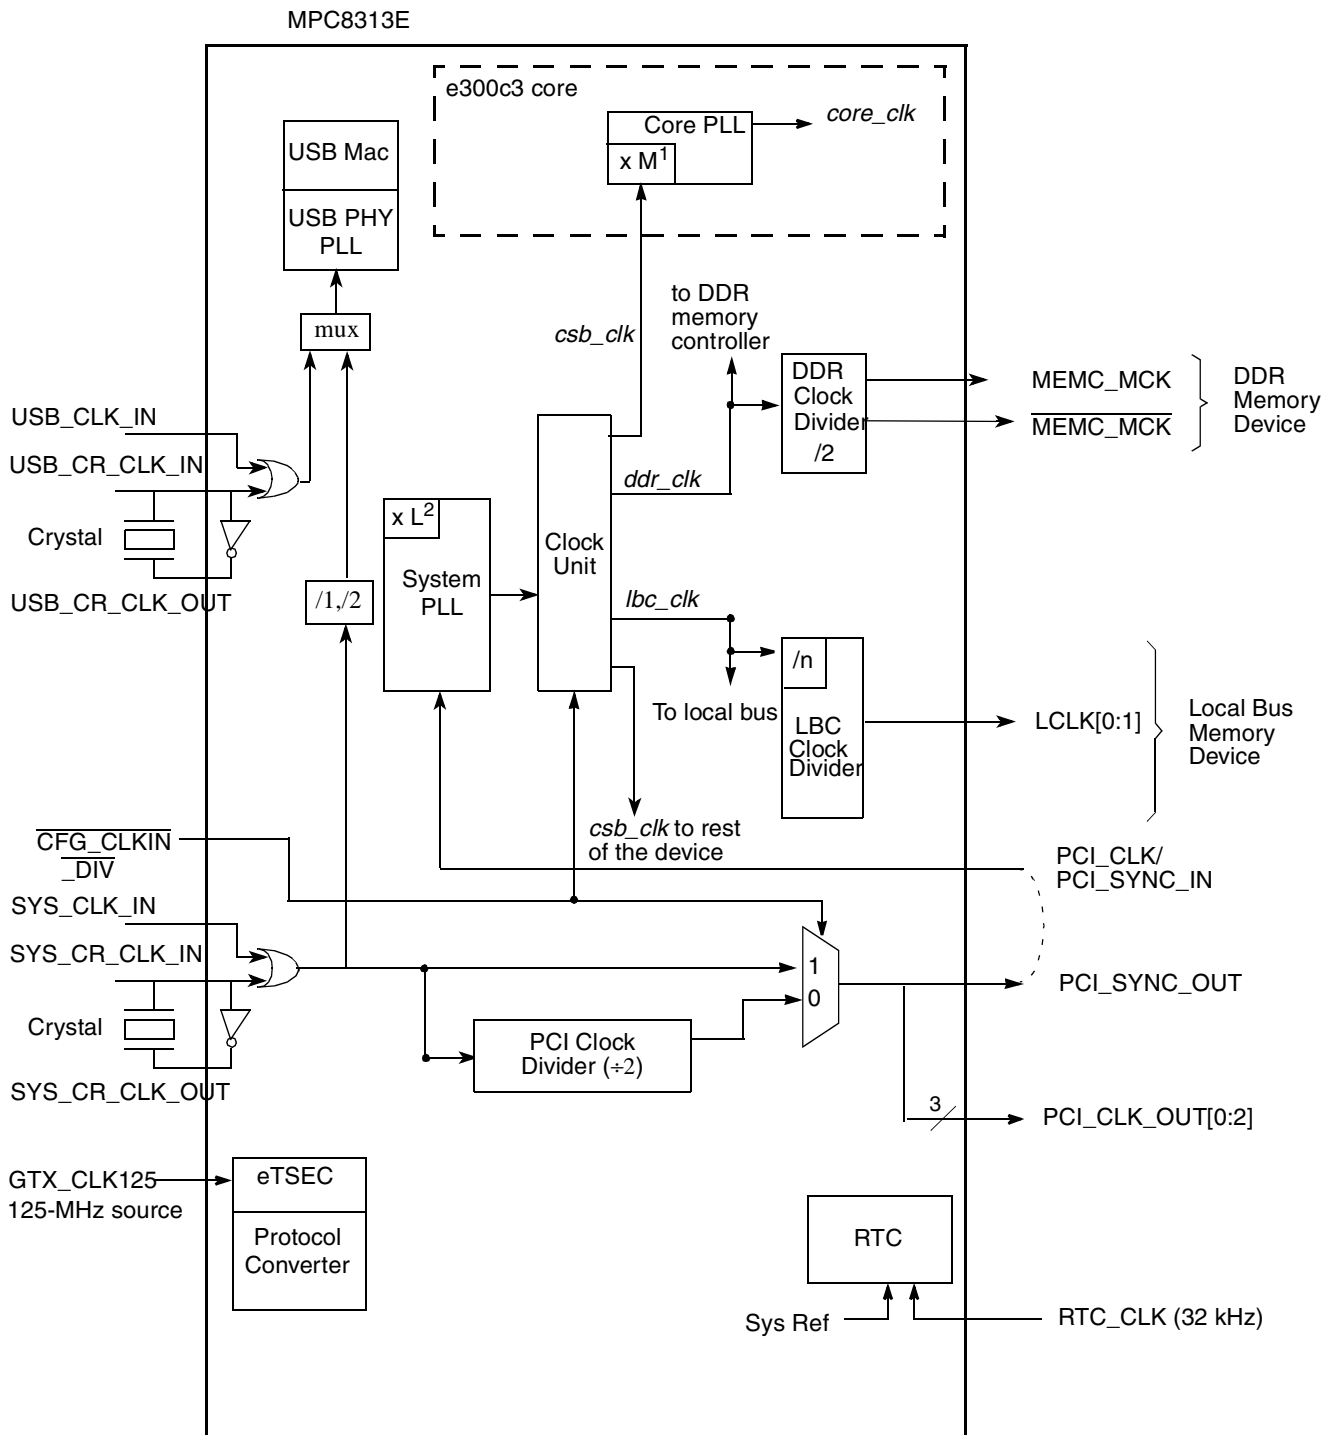 MPC8313E
e300c3 core
Core PLL
x M¹
core_clk
USB Mac
USB PHY
PLL
mux
csb_clk
to DDR
memory
controller
DDR
Clock
Divider
/2
MEMC_MCK
MEMC_MCK
DDR
Memory
Device
USB_CLK_IN
USB_CR_CLK_IN
Crystal
USB_CR_CLK_OUT
/1,/2
x L²
System
PLL
Clock
Unit
ddr_clk
lbc_clk
To local bus
/n
LBC
Clock
Divider
LCLK[0:1]
Local Bus
Memory
Device
csb_clk to rest
of the device
CFG_CLKIN
_DIV
PCI_CLK/
PCI_SYNC_IN
SYS_CLK_IN
SYS_CR_CLK_IN
Crystal
SYS_CR_CLK_OUT
1
0
PCI Clock
Divider (÷2)
PCI_SYNC_OUT
3
PCI_CLK_OUT[0:2]
GTX_CLK125
125-MHz source
eTSEC
Protocol
Converter
RTC
Sys Ref
RTC_CLK (32 kHz)